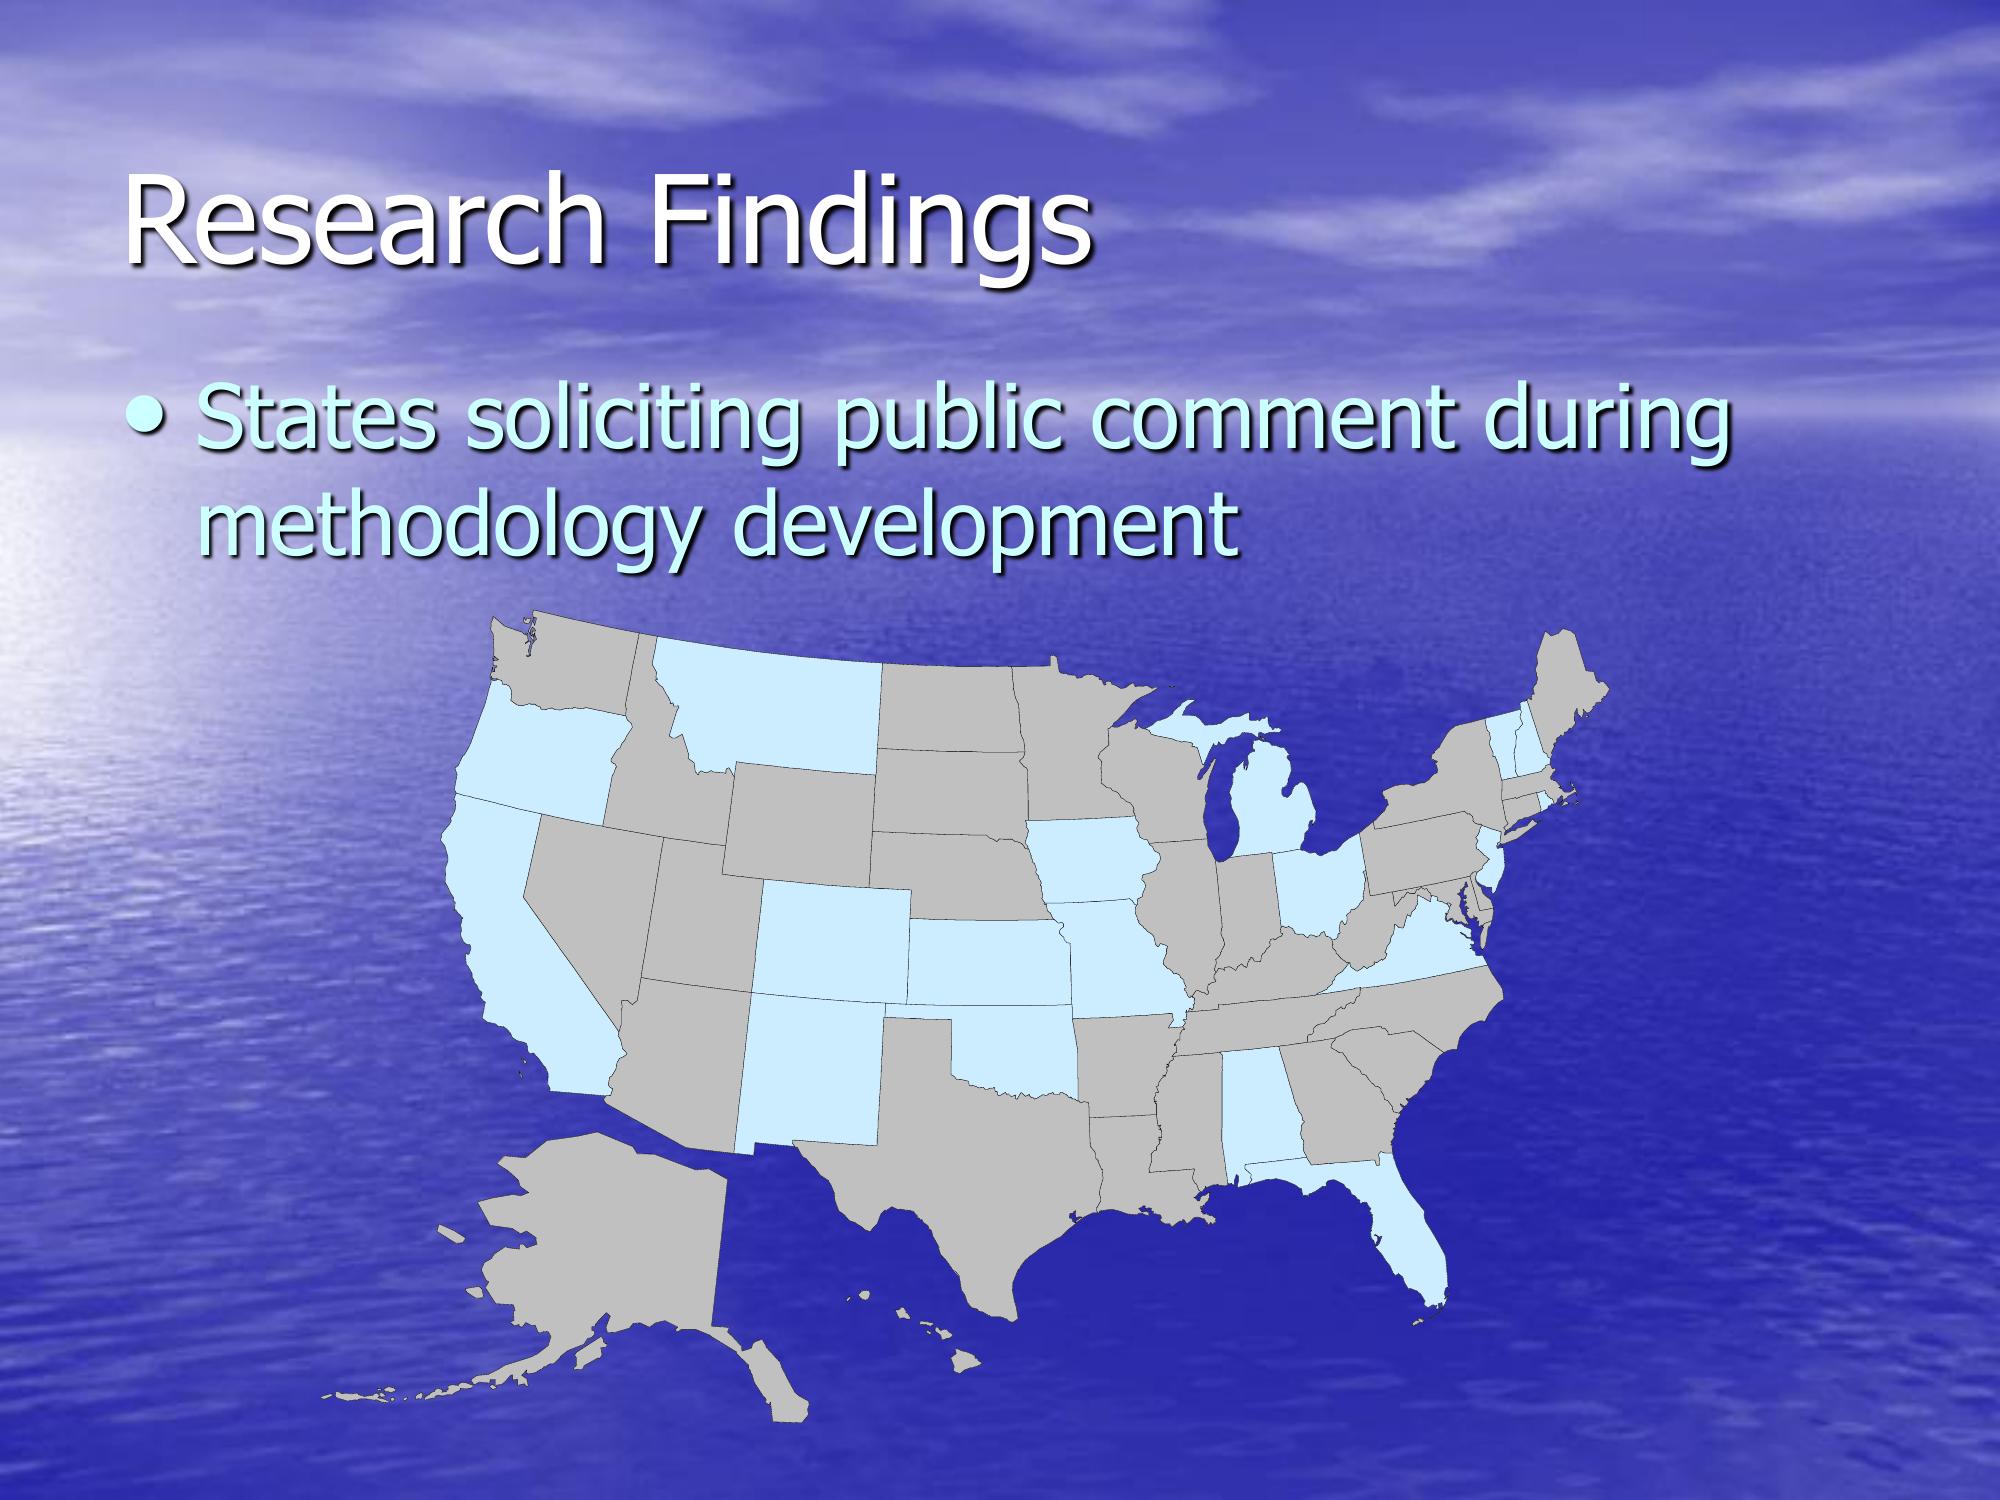 Research Findings
• States soliciting public comment during
methodology development